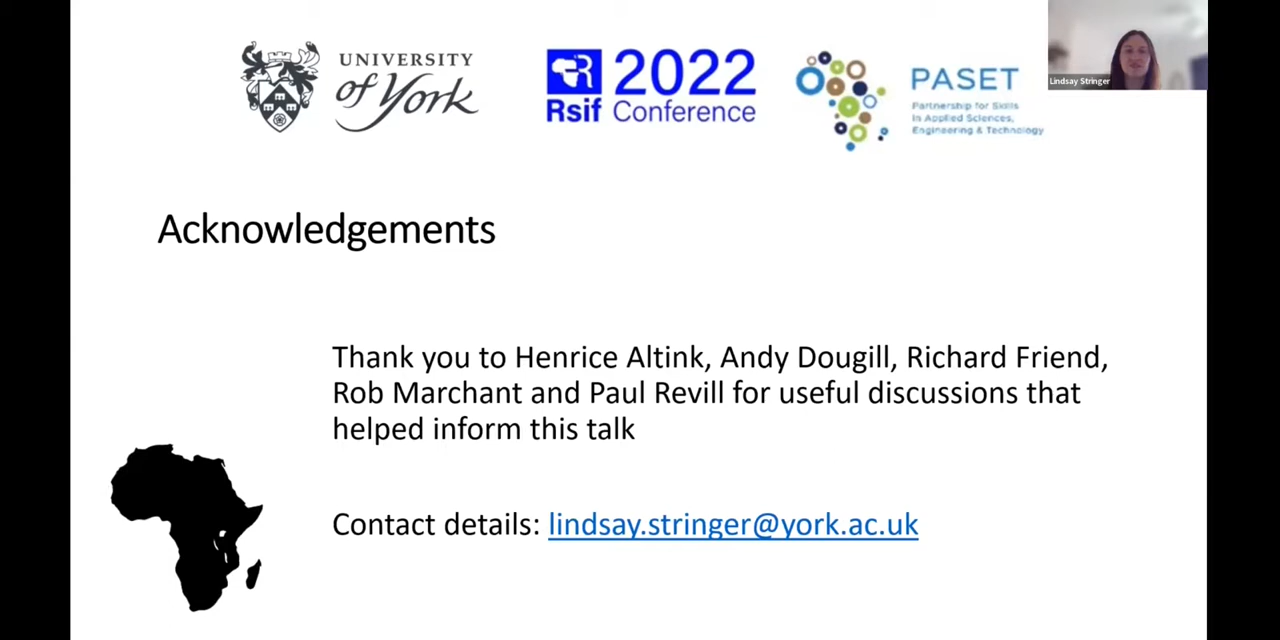 UNIVERSITY
of York
2022
Rsif Conference
PASET
Partnership for Skills
in Applied Sciences,
Engineering & Technology
Lindsay Stringer
Acknowledgements
Thank you to Henrice Altink, Andy Dougill, Richard Friend,
Rob Marchant and Paul Revill for useful discussions that
helped inform this talk
Contact details: lindsay.stringer@york.ac.uk